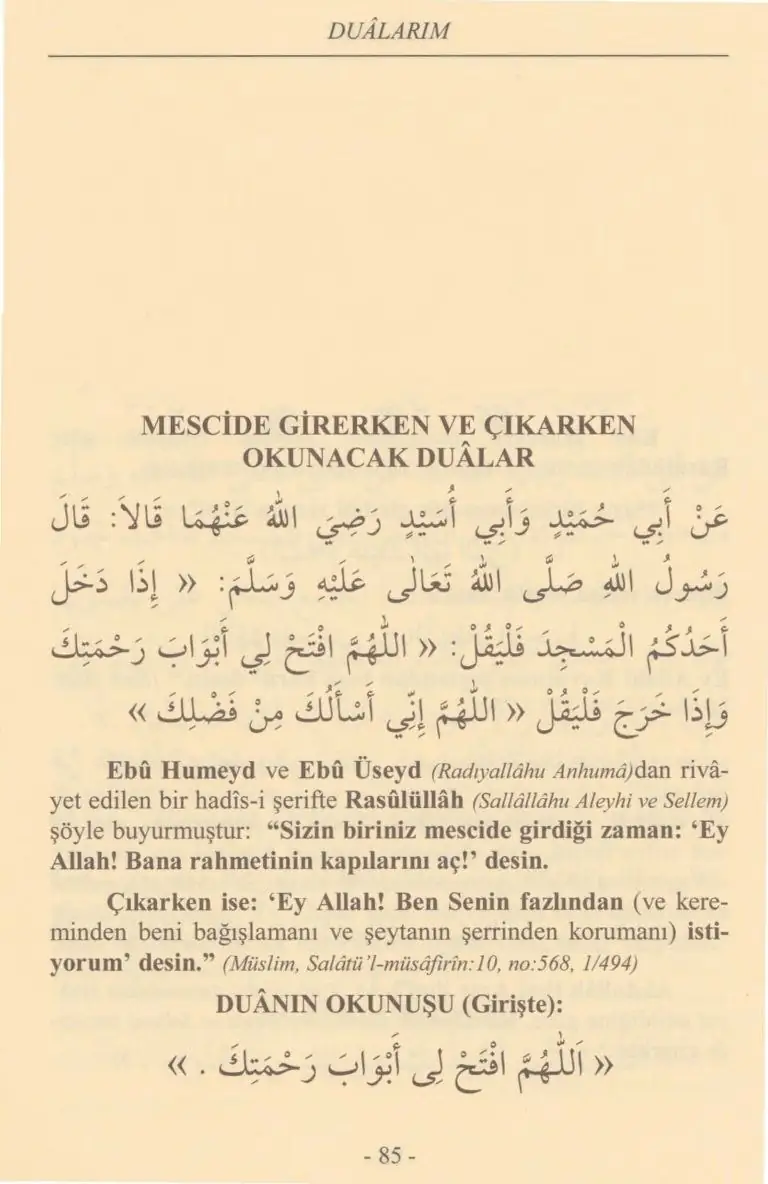 DUÂLARIM
MESCİDE GİRERKEN VE ÇIKARKEN
OKUNACAK DUÂLAR
عَنْ أَبِي حُمَيْدٍ وَأَبِي أُسَيْدٍ رَضِيَ اللهُ عَنْهُمَا قَالاَ: قَالَ
رَسُولُ اللهِ صَلَّى اللهُ تَعَالٰى عَلَيْهِ وَسَلَّمَ: « إِذَا دَخَلَ
أَحَدُكُمُ الْمَسْجِدَ فَلْيَقُلْ: « اللّٰهُمَّ افْتَحْ لِي أَبْوَابَ رَحْمَتِكَ
وَإِذَا خَرَجَ فَلْيَقُلْ « اللّٰهُمَّ إِنِّي أَسْأَلُكَ مِنْ فَضْلِكَ »
Ebû Humeyd ve Ebû Üseyd (Radıyallâhu Anhumâ)dan rivâ-
yet edilen bir hadîs-i şerifte Rasûlüllâh (Sallâllâhu Aleyhi ve Sellem)
şöyle buyurmuştur: “Sizin biriniz mescide girdiği zaman: ‘Ey
Allah! Bana rahmetinin kapılarını aç!’ desin.
Çıkarken ise: ‘Ey Allah! Ben Senin fazlından (ve kere-
minden beni bağışlamanı ve şeytanın şerrinden korumanı) isti-
yorum’ desin.” (Müslim, Salâtü’l-müsâfirîn:10, no:568, 1/494)
DUÂNIN OKUNUŞU (Girişte):
« اَللّٰهُمَّ افْتَحْ لِى أَبْوَابَ رَحْمَتِكَ . »
- 85 -